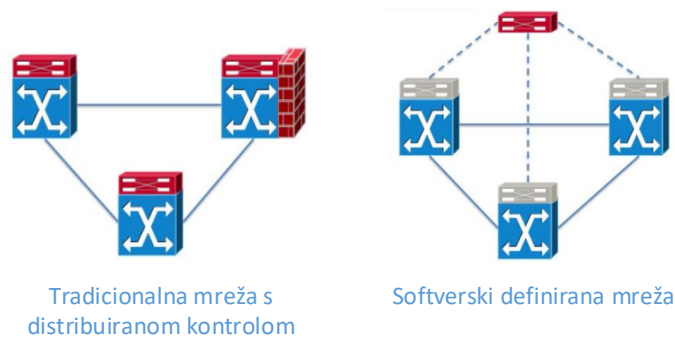 Tradicionalna mreža s
distribuiranom kontrolom
Softverski definirana mreža